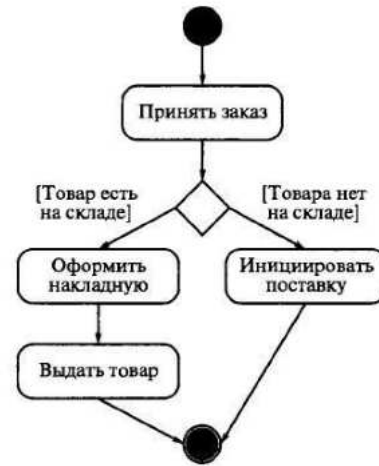 Принять заказ
[Товар есть
на складе]
[Товара нет
на складе]
Оформить
накладную
Инициировать
поставку
Выдать товар